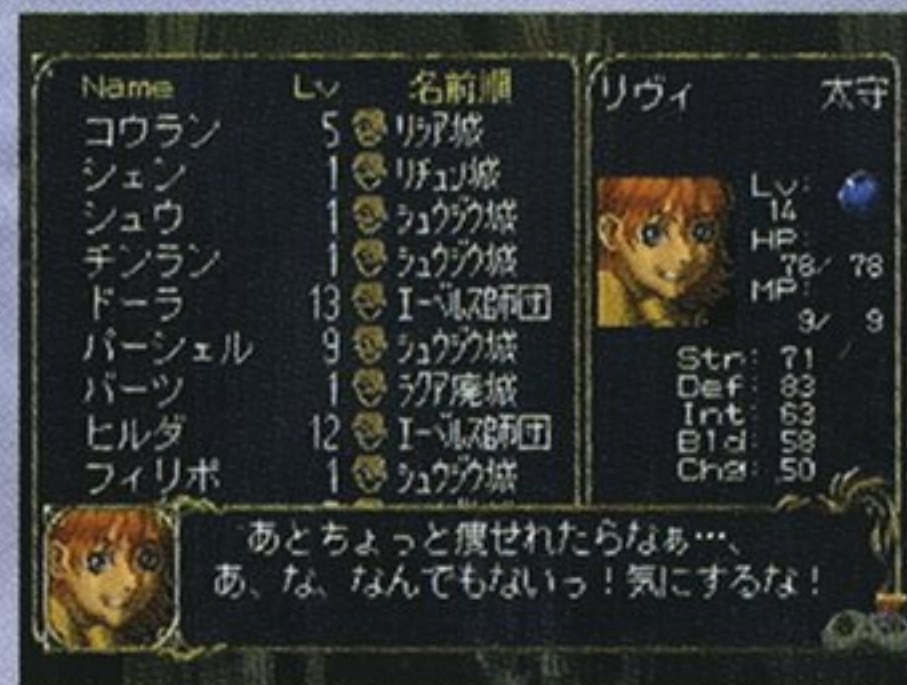 Name Lv 名前順
コウラン 5 リシア城
シェン 1 リチュン城
シュウ 1 シュウジウ城
チンラン 1 シュウジウ城
ドーラ 13 エーベルス師団
バーシェル 9 シュウジウ城
バーツ 1 ラクア廃城
ヒルダ 12 エーベルス師団
フィリポ 1 シュウジウ城
リヴィ 太守
Lv:
14
HP:
78/ 78
MP:
9/ 9
Str: 71
Def: 83
Int: 63
Bld: 58
Chg: 50
あとちょっと痩せれたらなぁ…、
あ、な、なんでもないっ!気にするな!